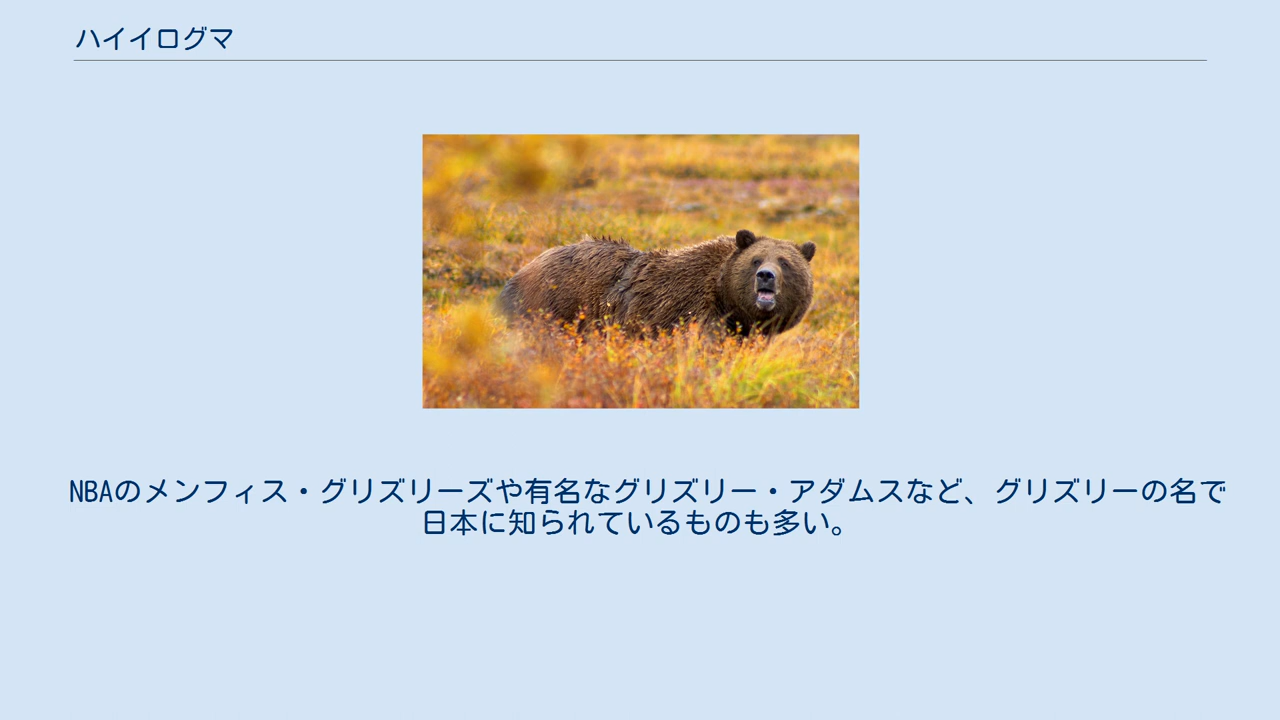 ハイイログマ
NBAのメンフィス・グリズリーズや有名なグリズリー・アダムスなど、グリズリーの名で
日本に知られているものも多い。